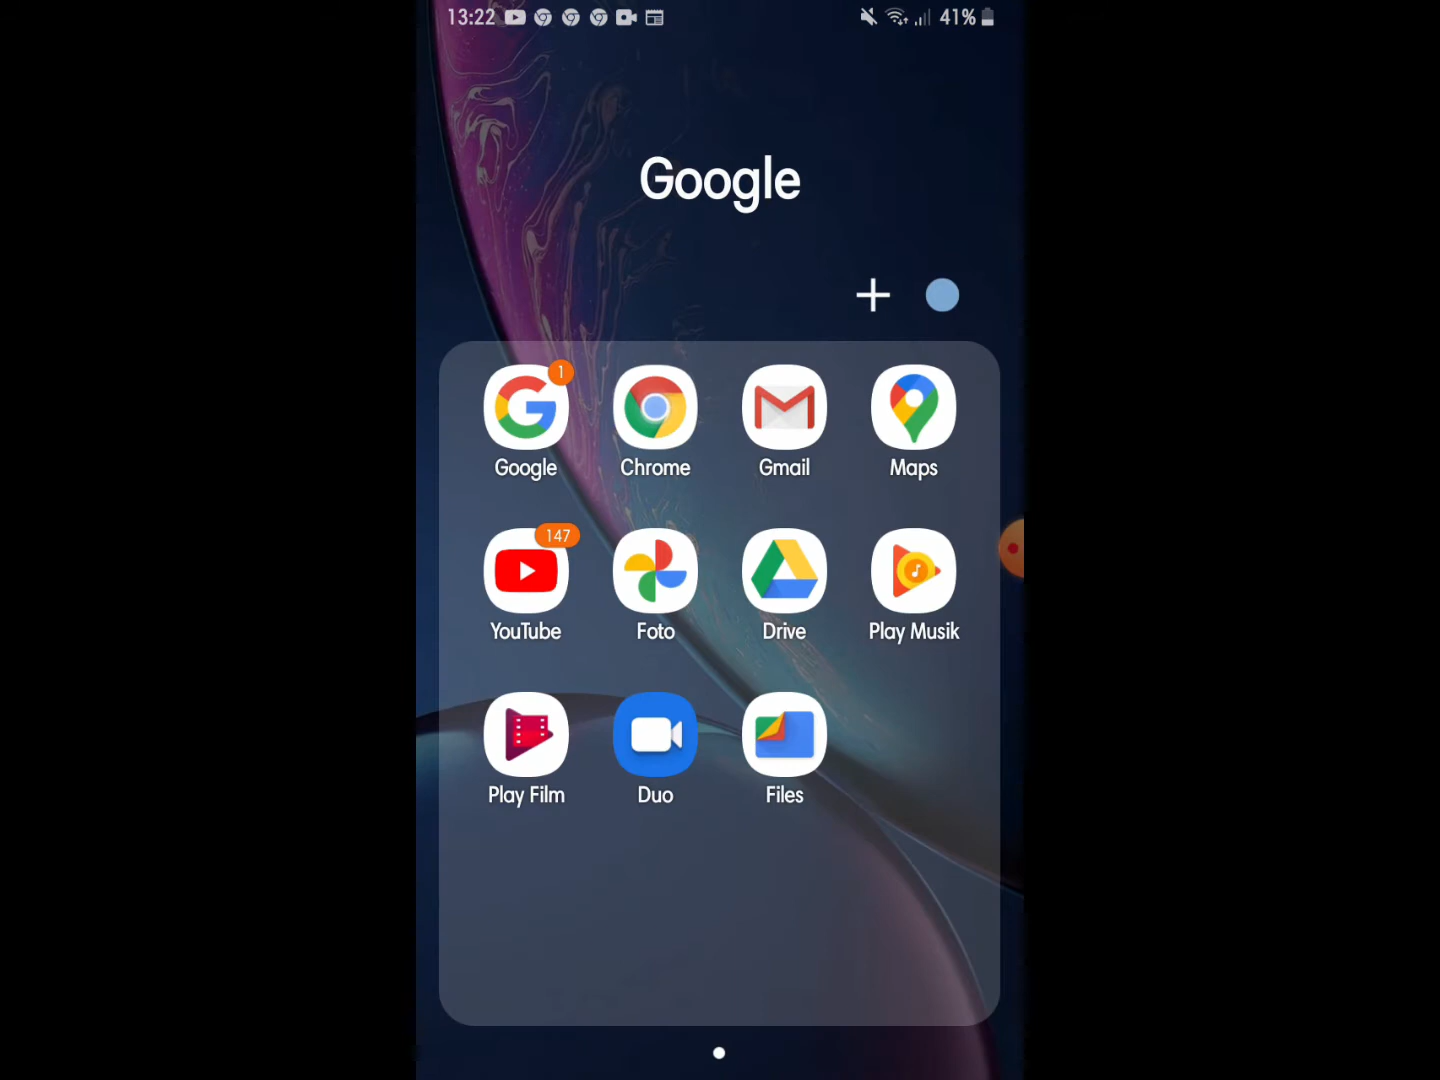 13:22 41%
Google
1
Google Chrome Gmail Maps
147
YouTube Foto Drive Play Musik
Play Film Duo Files